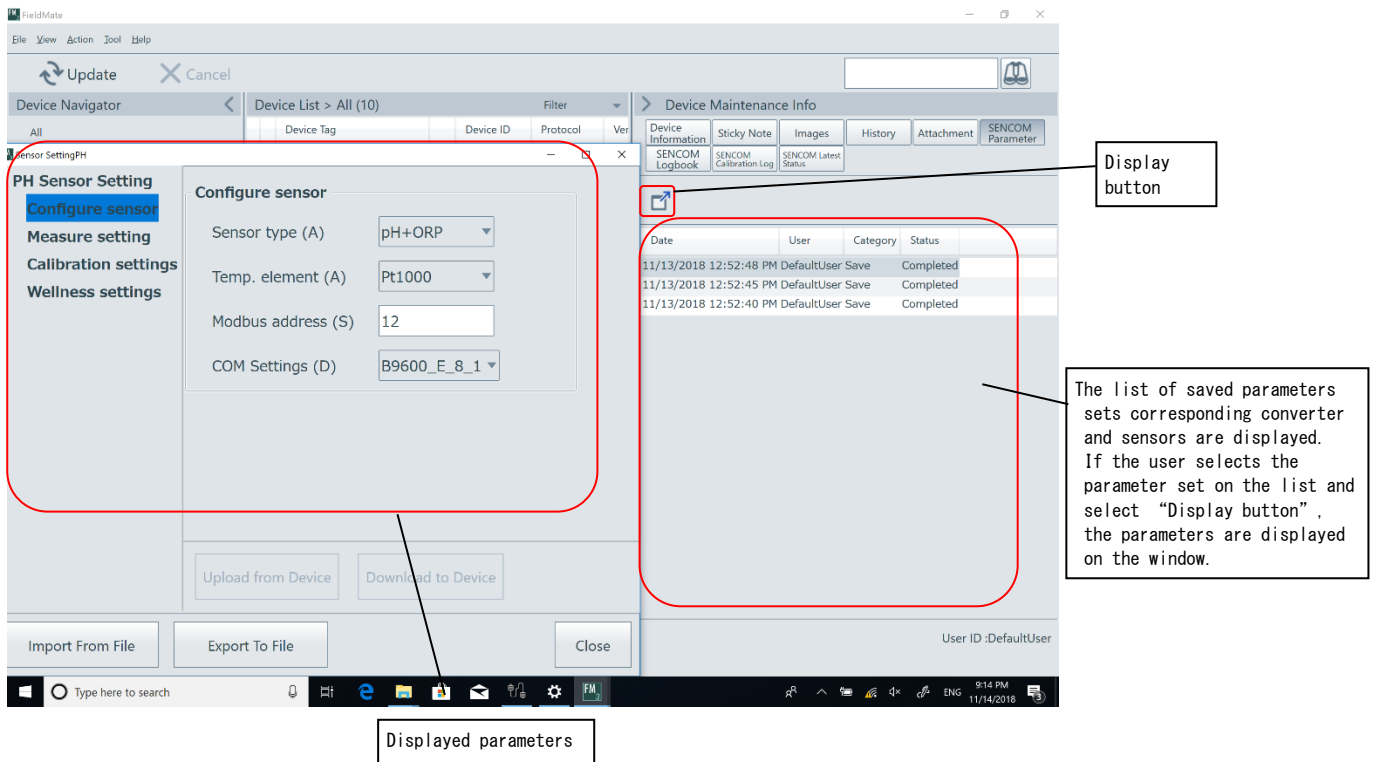 FieldMate
File View Action Tool Help
Update Cancel
Device Navigator
Device List > All (10) Filter
Device Maintenance Info
All
Device Tag Device ID Protocol Ver
Device Information
Sticky Note
Images
History
Attachment
SENCOM Parameter
SENCOM Logbook
SENCOM Calibration Log
SENCOM Latest Status
Sensor SettingPH
PH Sensor Setting
Configure sensor
Measure setting
Calibration settings
Wellness settings
Configure sensor
Sensor type (A) pH+ORP
Temp. element (A) Pt1000
Modbus address (S) 12
COM Settings (D) B9600_E_8_1
Upload from Device
Download to Device
Import From File
Export To File
Close
Date User Category Status
11/13/2018 12:52:48 PM DefaultUser Save Completed
11/13/2018 12:52:45 PM DefaultUser Save Completed
11/13/2018 12:52:40 PM DefaultUser Save Completed
User ID :DefaultUser
Type here to search
ENG
9:14 PM
11/14/2018
3
FM
Display
button
The list of saved parameters
sets corresponding converter
and sensors are displayed.
If the user selects the
parameter set on the list and
select “Display button”,
the parameters are displayed
on the window.
Displayed parameters